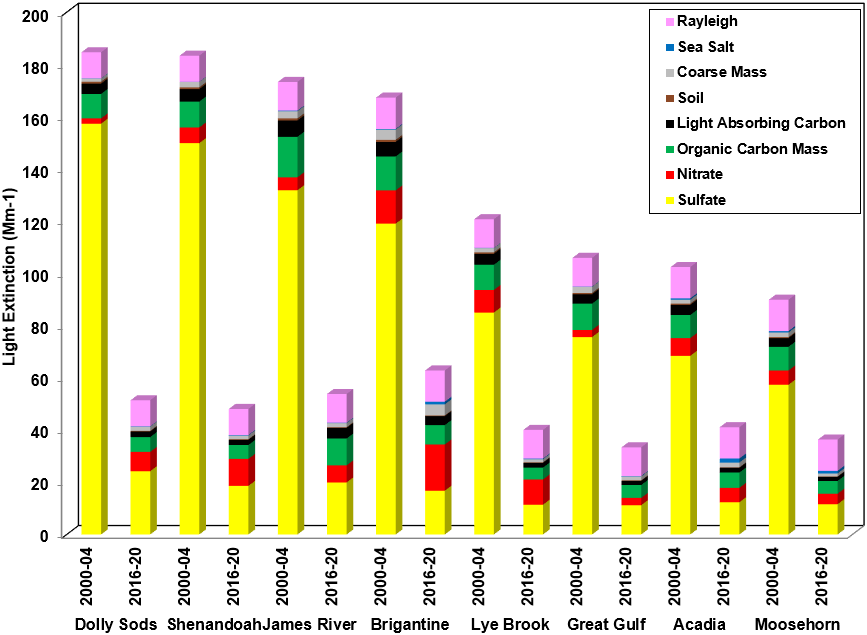 200
180
160
140
120
100
80
60
40
20
0
Light Extinction (Mm-1)
Rayleigh
Sea Salt
Coarse Mass
Soil
Light Absorbing Carbon
Organic Carbon Mass
Nitrate
Sulfate
2000-04 2016-20 2000-04 2016-20 2000-04 2016-20 2000-04 2016-20 2000-04 2016-20 2000-04 2016-20 2000-04 2016-20 2000-04 2016-20
Dolly Sods Shenandoah James River Brigantine Lye Brook Great Gulf Acadia Moosehorn